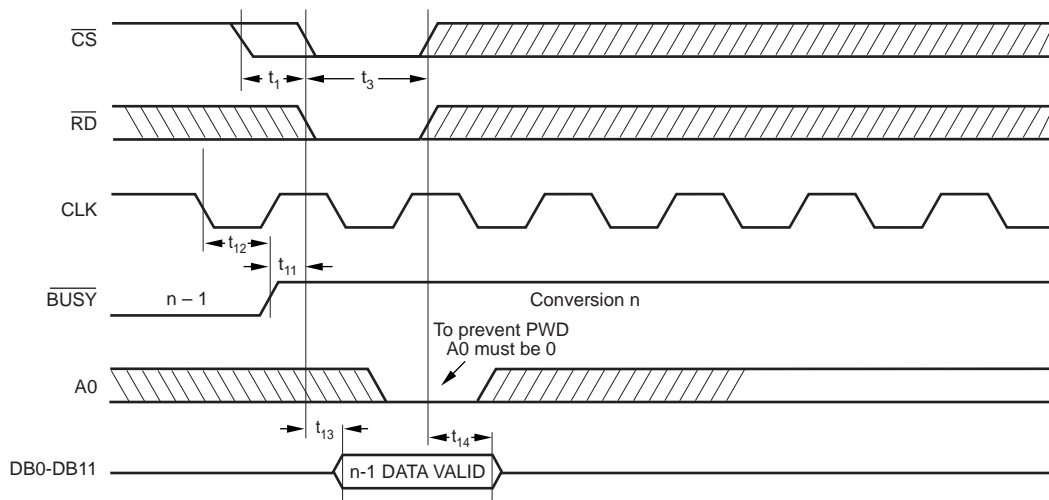 CS
t1
t3
RD
CLK
t12
t11
BUSY
n – 1
Conversion n
To prevent PWD
A0 must be 0
A0
t13
t14
DB0-DB11
n-1 DATA VALID